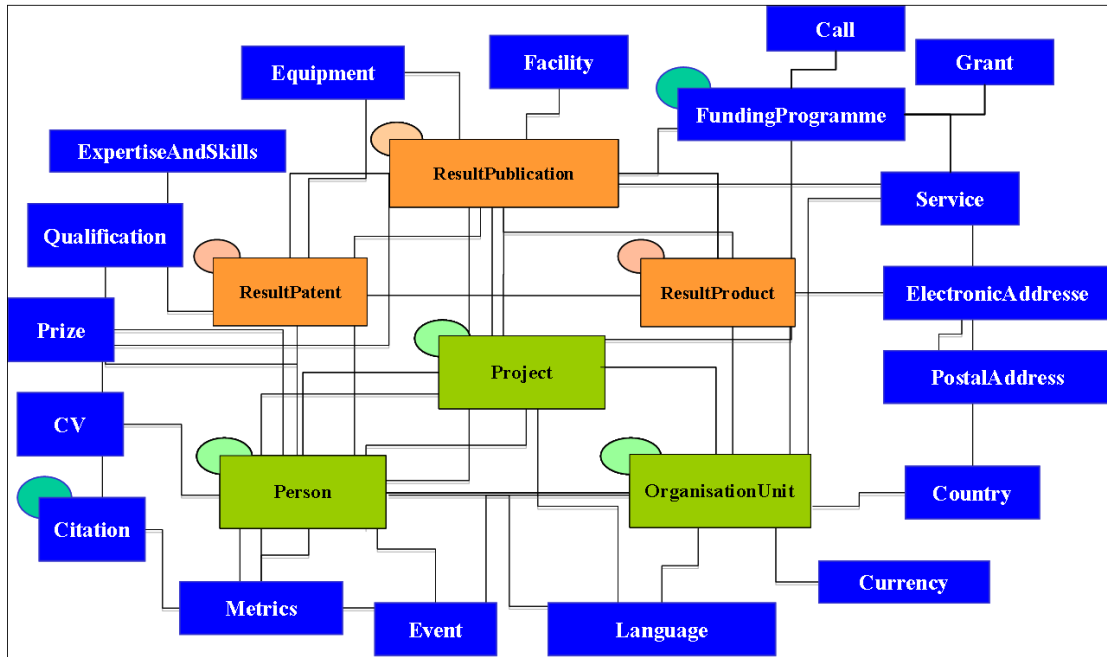 Call
Facility
Grant
Equipment
FundingProgramme
ExpertiseAndSkills
ResultPublication
Service
Qualification
ResultPatent
ResultProduct
ElectronicAddresse
Prize
Project
PostalAddress
CV
Person
OrganisationUnit
Country
Citation
Currency
Metrics
Event
Language